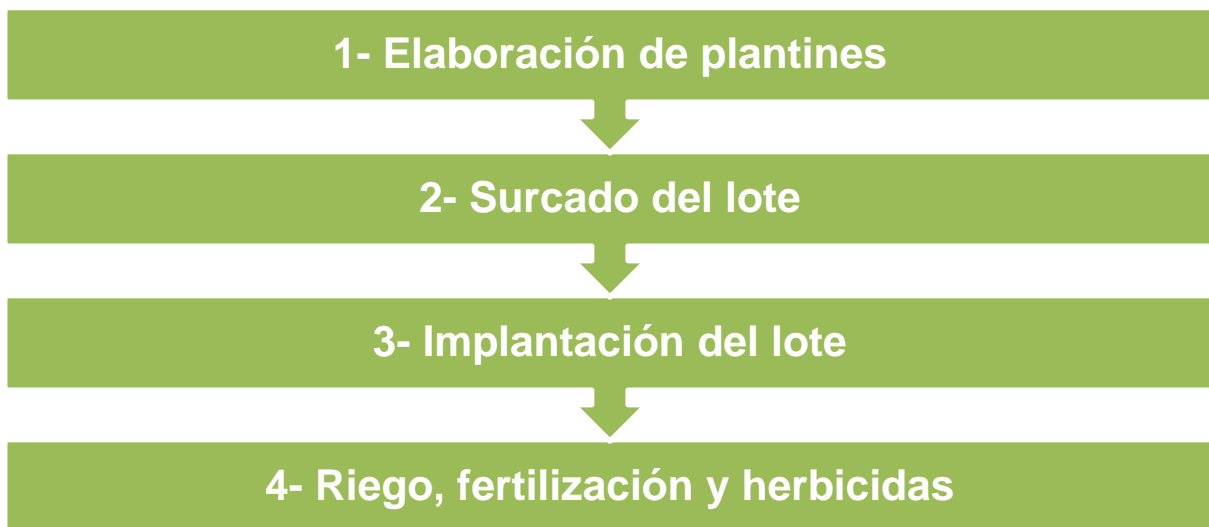 1- Elaboración de plantines
2- Surcado del lote
3- Implantación del lote
4- Riego, fertilización y herbicidas